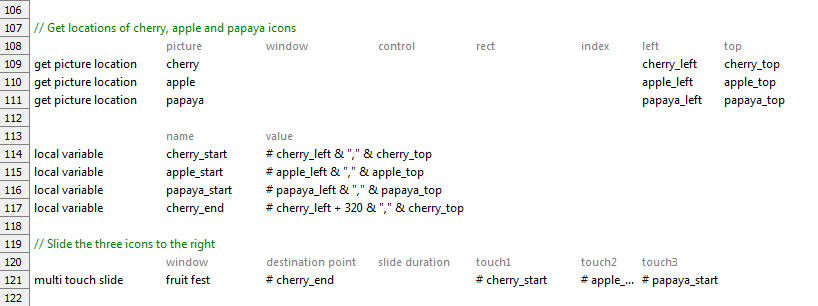 106
107 // Get locations of cherry, apple and papaya icons
108 picture window control rect index left top
109 get picture location cherry cherry_left cherry_top
110 get picture location apple apple_left apple_top
111 get picture location papaya papaya_left papaya_top
112
113 name value
114 local variable cherry_start # cherry_left & "," & cherry_top
115 local variable apple_start # apple_left & "," & apple_top
116 local variable papaya_start # papaya_left & "," & papaya_top
117 local variable cherry_end # cherry_left + 320 & "," & cherry_top
118
119 // Slide the three icons to the right
120 window destination point slide duration touch1 touch2 touch3
121 multi touch slide fruit fest # cherry_end # cherry_start # apple_... # papaya_start
122